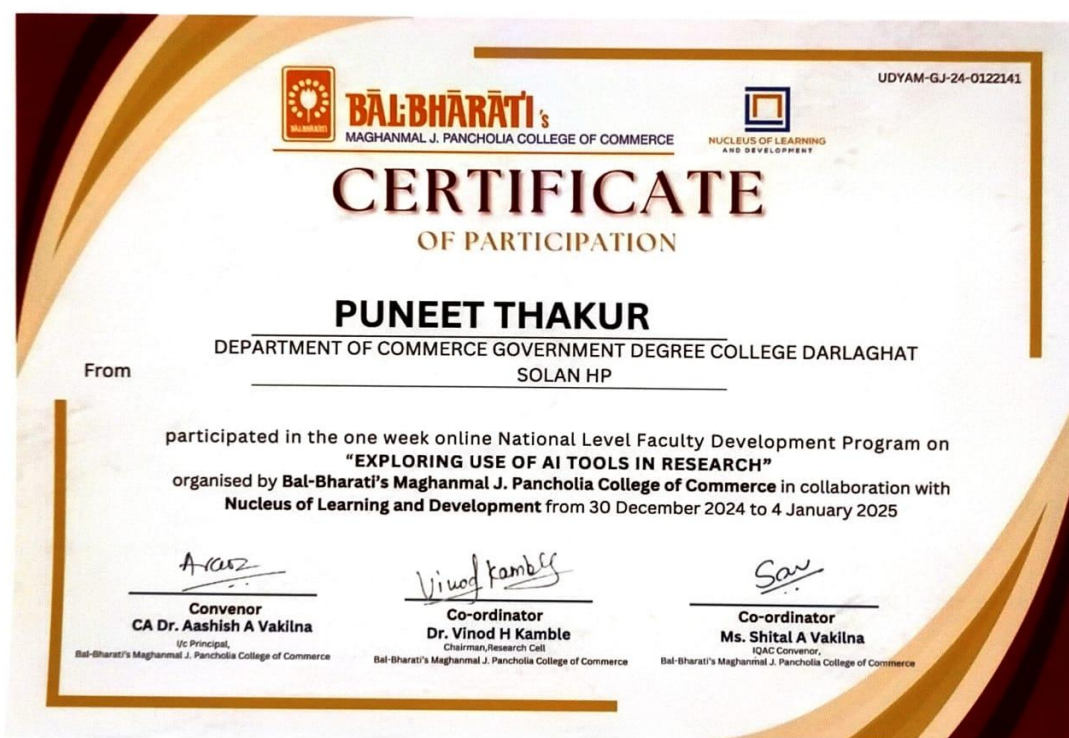 UDYAM-GJ-24-0122141
BAL-BHARATI
BĀL:BHĀRĀTI's
MAGHANMAL J. PANCHOLIA COLLEGE OF COMMERCE
NUCLEUS OF LEARNING
AND DEVELOPMENT
CERTIFICATE
OF PARTICIPATION
PUNEET THAKUR
DEPARTMENT OF COMMERCE GOVERNMENT DEGREE COLLEGE DARLAGHAT
From
SOLAN HP
participated in the one week online National Level Faculty Development Program on
"EXPLORING USE OF AI TOOLS IN RESEARCH"
organised by Bal-Bharati's Maghanmal J. Pancholia College of Commerce in collaboration with
Nucleus of Learning and Development from 30 December 2024 to 4 January 2025
Vinod Kamble
Convenor
CA Dr. Aashish A Vakilna
I/c Principal,
Bal-Bharati's Maghanmal J. Pancholia College of Commerce
Co-ordinator
Dr. Vinod H Kamble
Chairman,Research Cell
Bal-Bharati's Maghanmal J. Pancholia College of Commerce
Co-ordinator
Ms. Shital A Vakilna
IQAC Convenor,
Bal-Bharati's Maghanmal J. Pancholia College of Commerce